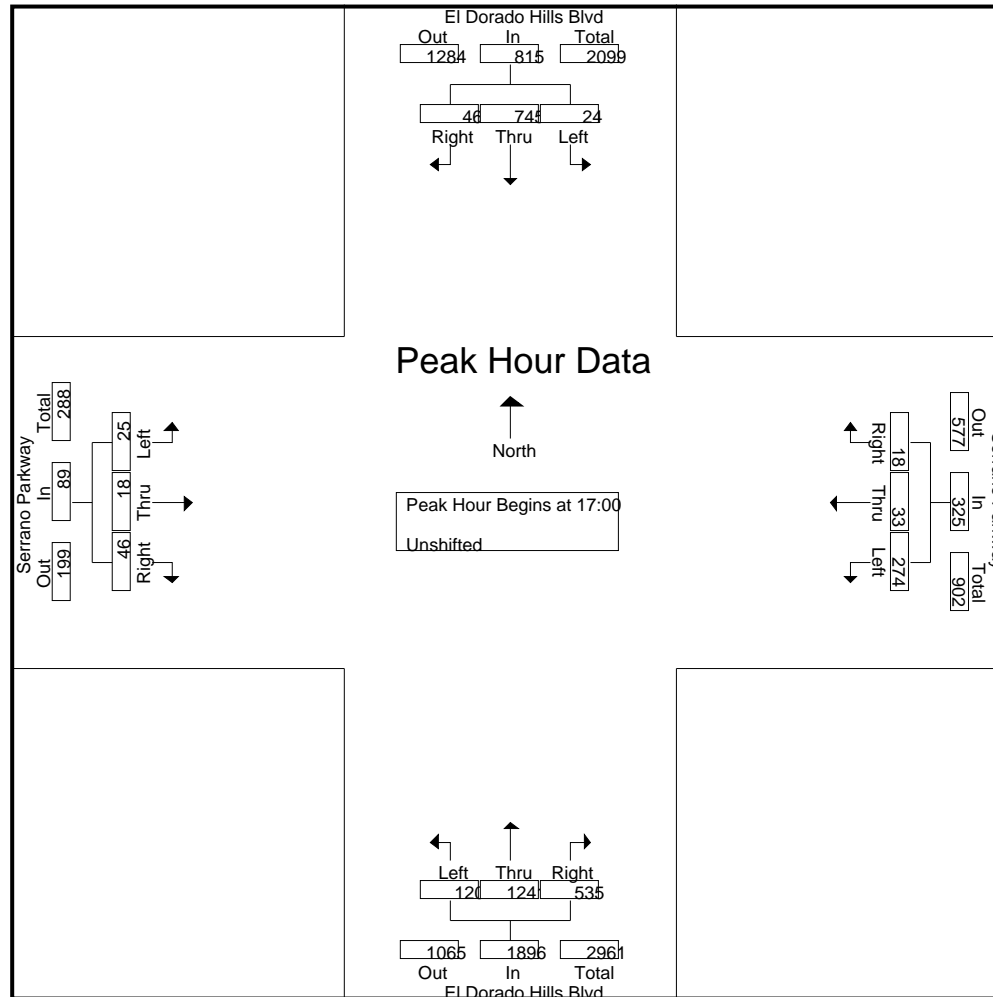 El Dorado Hills Blvd
Out In Total
1284 815 2099
46 745 24
Right Thru Left
Peak Hour Data
North
Peak Hour Begins at 17:00
Unshifted
Serrano Parkway
Total In Out
288 89 199
25 18 46
Left Thru Right
Right Thru Left
18 33 274
577 325 902
Out In Total
Left Thru Right
120 1241 535
1065 1896 2961
Out In Total
El Dorado Hills Blvd